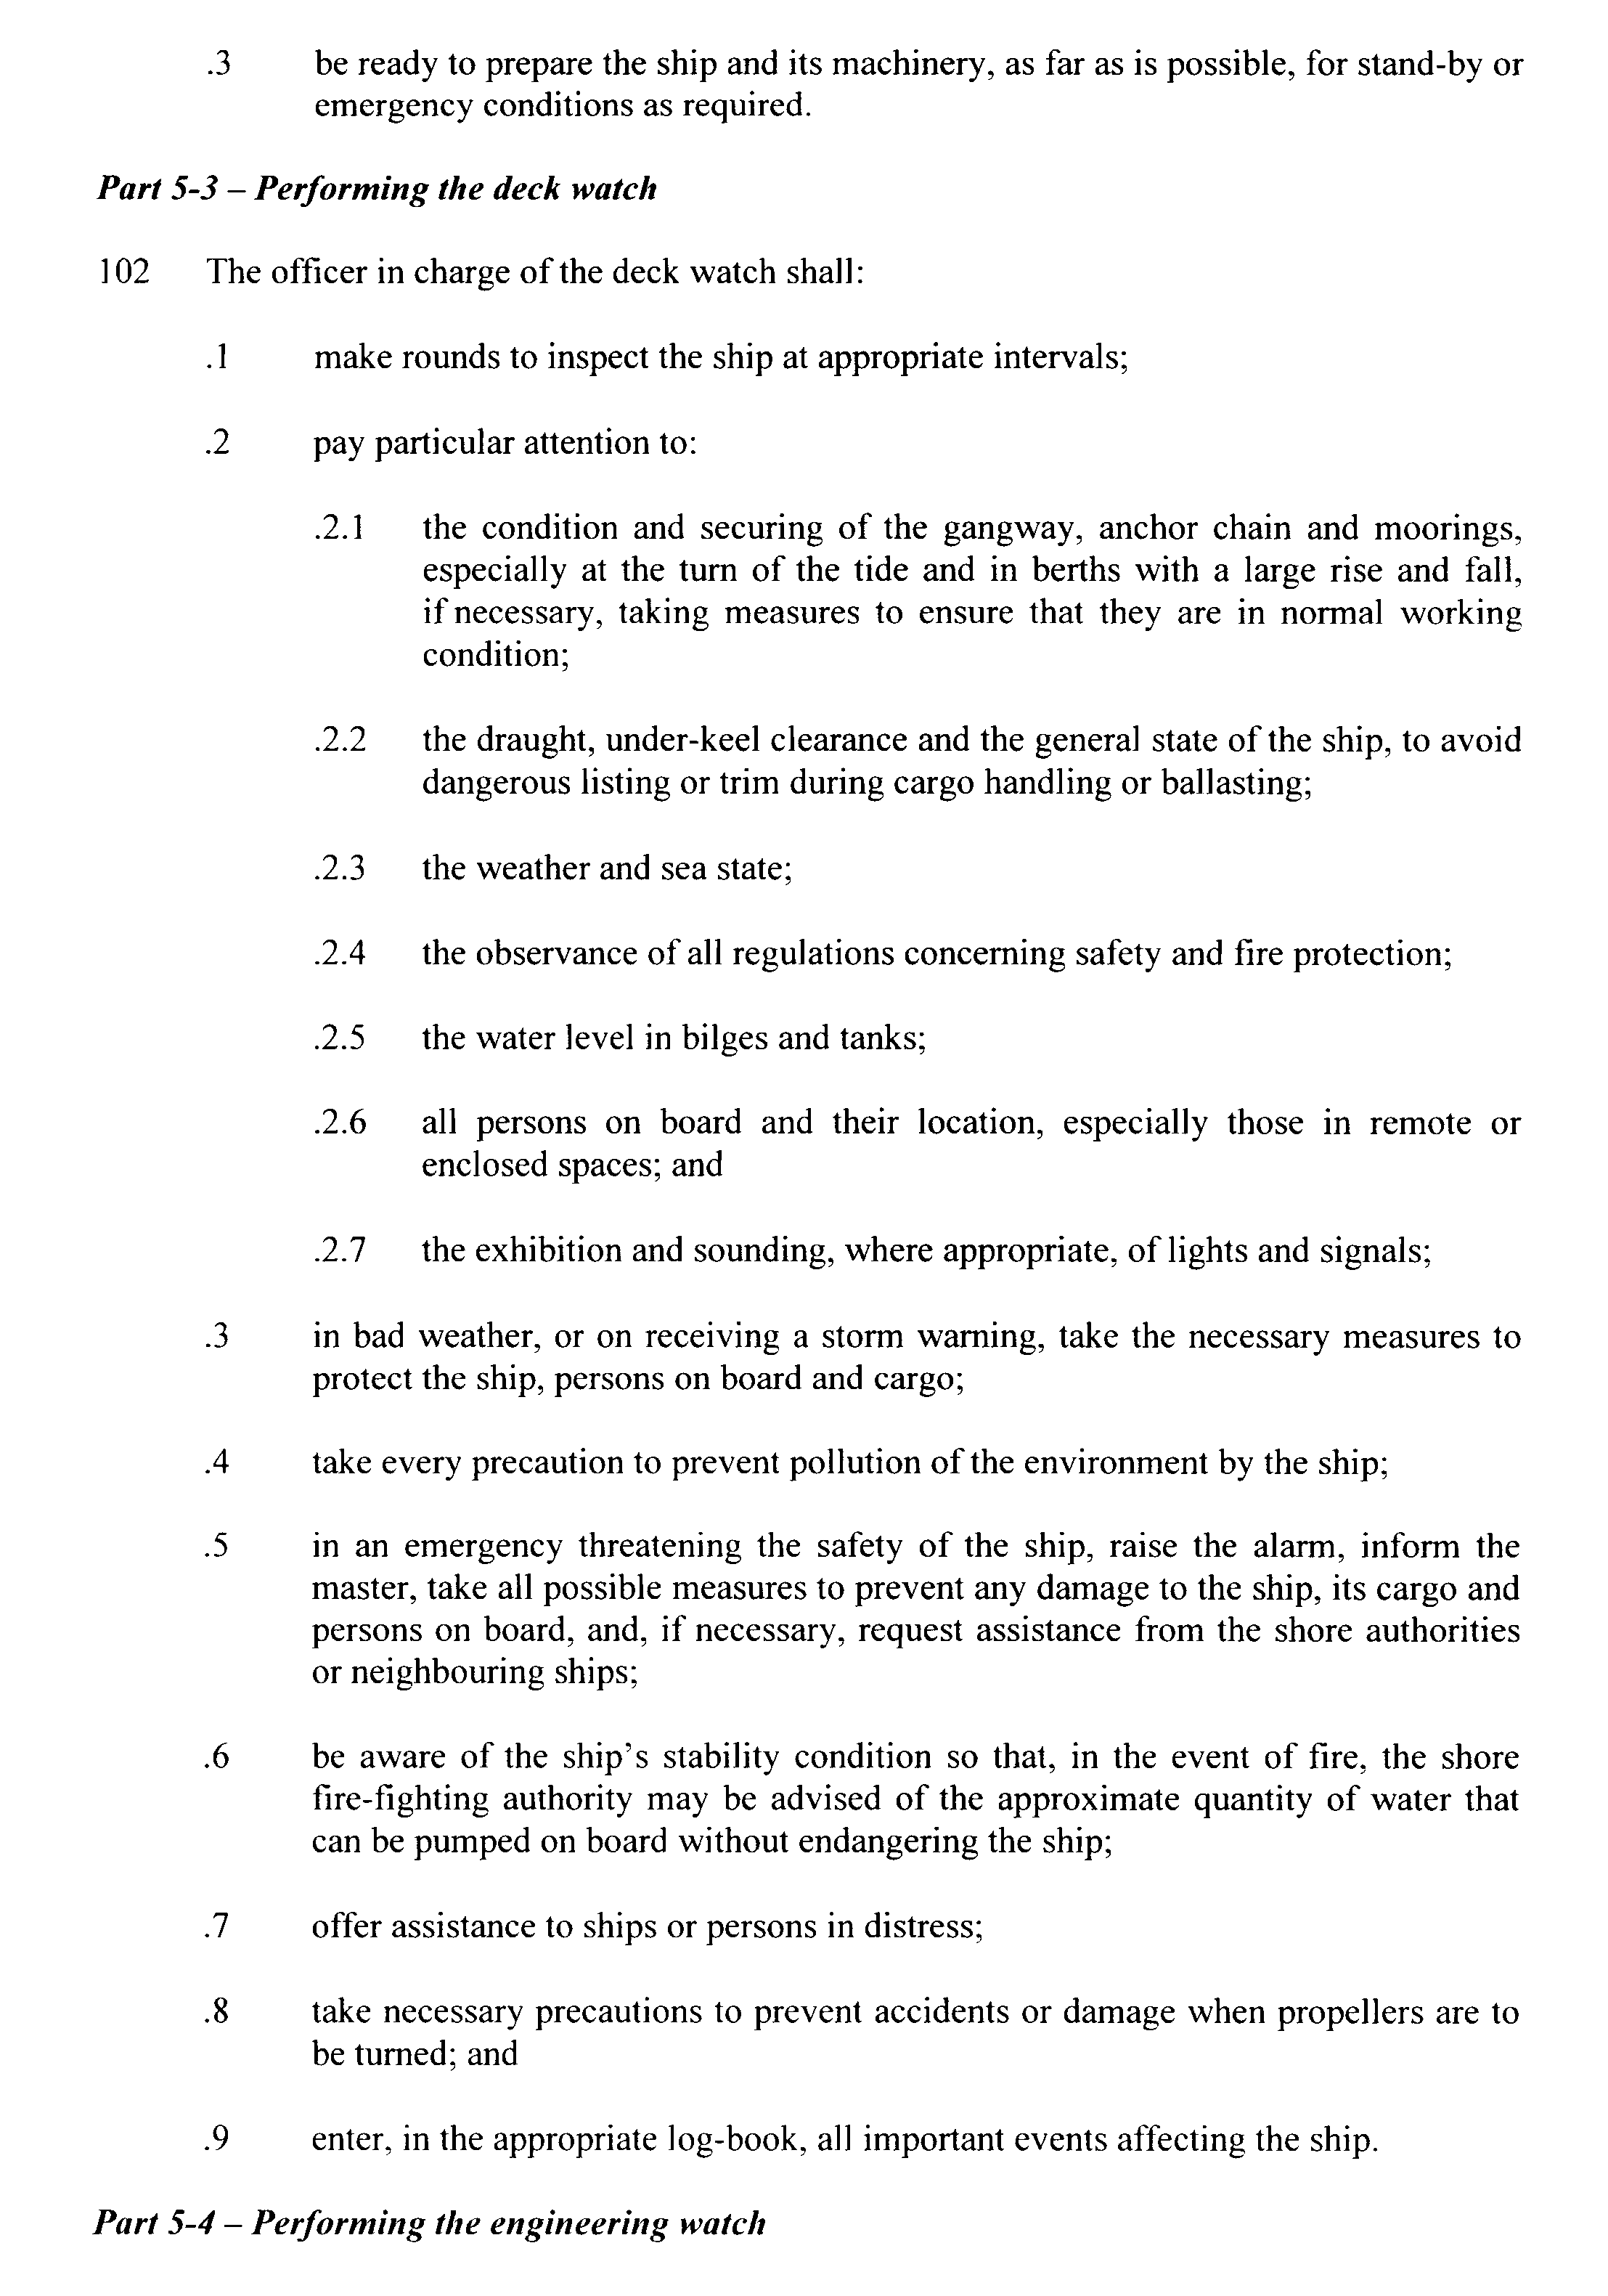 .3 be ready to prepare the ship and its machinery, as far as is possible, for stand-by or
emergency conditions as required.
Part 5-3 – Performing the deck watch
102 The officer in charge of the deck watch shall:
.1 make rounds to inspect the ship at appropriate intervals;
.2 pay particular attention to:
.2.1 the condition and securing of the gangway, anchor chain and moorings,
especially at the turn of the tide and in berths with a large rise and fall,
if necessary, taking measures to ensure that they are in normal working
condition;
.2.2 the draught, under-keel clearance and the general state of the ship, to avoid
dangerous listing or trim during cargo handling or ballasting;
.2.3 the weather and sea state;
.2.4 the observance of all regulations concerning safety and fire protection;
.2.5 the water level in bilges and tanks;
.2.6 all persons on board and their location, especially those in remote or
enclosed spaces; and
.2.7 the exhibition and sounding, where appropriate, of lights and signals;
.3 in bad weather, or on receiving a storm warning, take the necessary measures to
protect the ship, persons on board and cargo;
.4 take every precaution to prevent pollution of the environment by the ship;
.5 in an emergency threatening the safety of the ship, raise the alarm, inform the
master, take all possible measures to prevent any damage to the ship, its cargo and
persons on board, and, if necessary, request assistance from the shore authorities
or neighbouring ships;
.6 be aware of the ship's stability condition so that, in the event of fire, the shore
fire-fighting authority may be advised of the approximate quantity of water that
can be pumped on board without endangering the ship;
.7 offer assistance to ships or persons in distress;
.8 take necessary precautions to prevent accidents or damage when propellers are to
be turned; and
.9 enter, in the appropriate log-book, all important events affecting the ship.
Part 5-4 – Performing the engineering watch